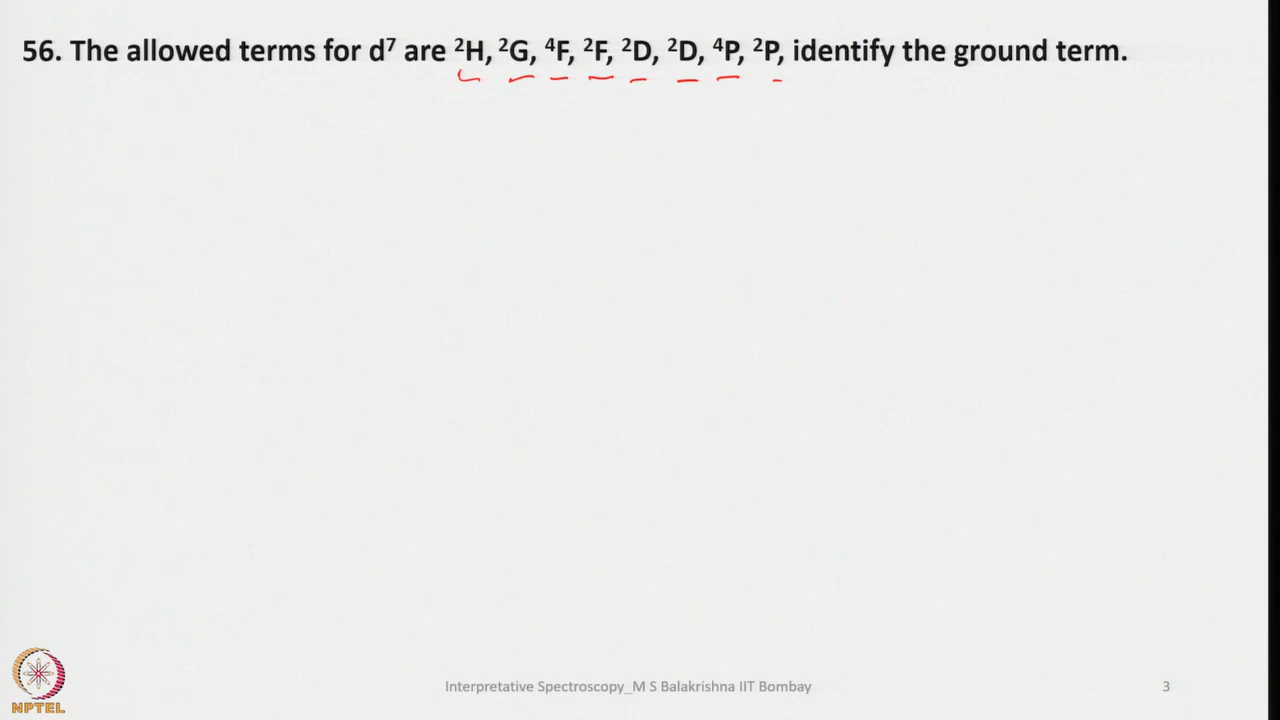 56. The allowed terms for d⁷ are ²H, ²G, ⁴F, ²F, ²D, ²D, ⁴P, ²P, identify the ground term.
NPTEL
Interpretative Spectroscopy_M S Balakrishna IIT Bombay
3